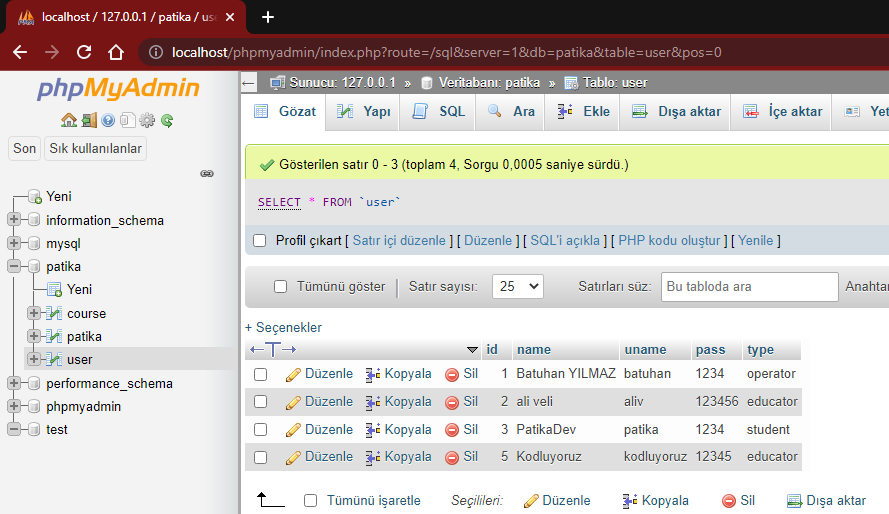 localhost / 127.0.0.1 / patika / use
localhost/phpmyadmin/index.php?route=/sql&server=1&db=patika&table=user&pos=0
phpMyAdmin
Son
Sık kullanılanlar
Yeni
information_schema
mysql
patika
Yeni
course
patika
user
performance_schema
phpmyadmin
test
Sunucu: 127.0.0.1 » Veritabanı: patika » Tablo: user
Gözat Yapı SQL Ara Ekle Dışa aktar İçe aktar Yet
Gösterilen satır 0 - 3 (toplam 4, Sorgu 0,0005 saniye sürdü.)
SELECT * FROM `user`
Profil çıkart [ Satır içi düzenle ] [ Düzenle ] [ SQL'i açıkla ] [ PHP kodu oluştur ] [ Yenile ]
Tümünü göster Satır sayısı: 25 Satırları süz: Bu tabloda ara Anahtar
+ Seçenekler
id name uname pass type
Düzenle Kopyala Sil 1 Batuhan YILMAZ batuhan 1234 operator
Düzenle Kopyala Sil 2 ali veli aliv 123456 educator
Düzenle Kopyala Sil 3 PatikaDev patika 1234 student
Düzenle Kopyala Sil 5 Kodluyoruz kodluyoruz 12345 educator
Tümünü işaretle Seçilileri: Düzenle Kopyala Sil Dışa aktar